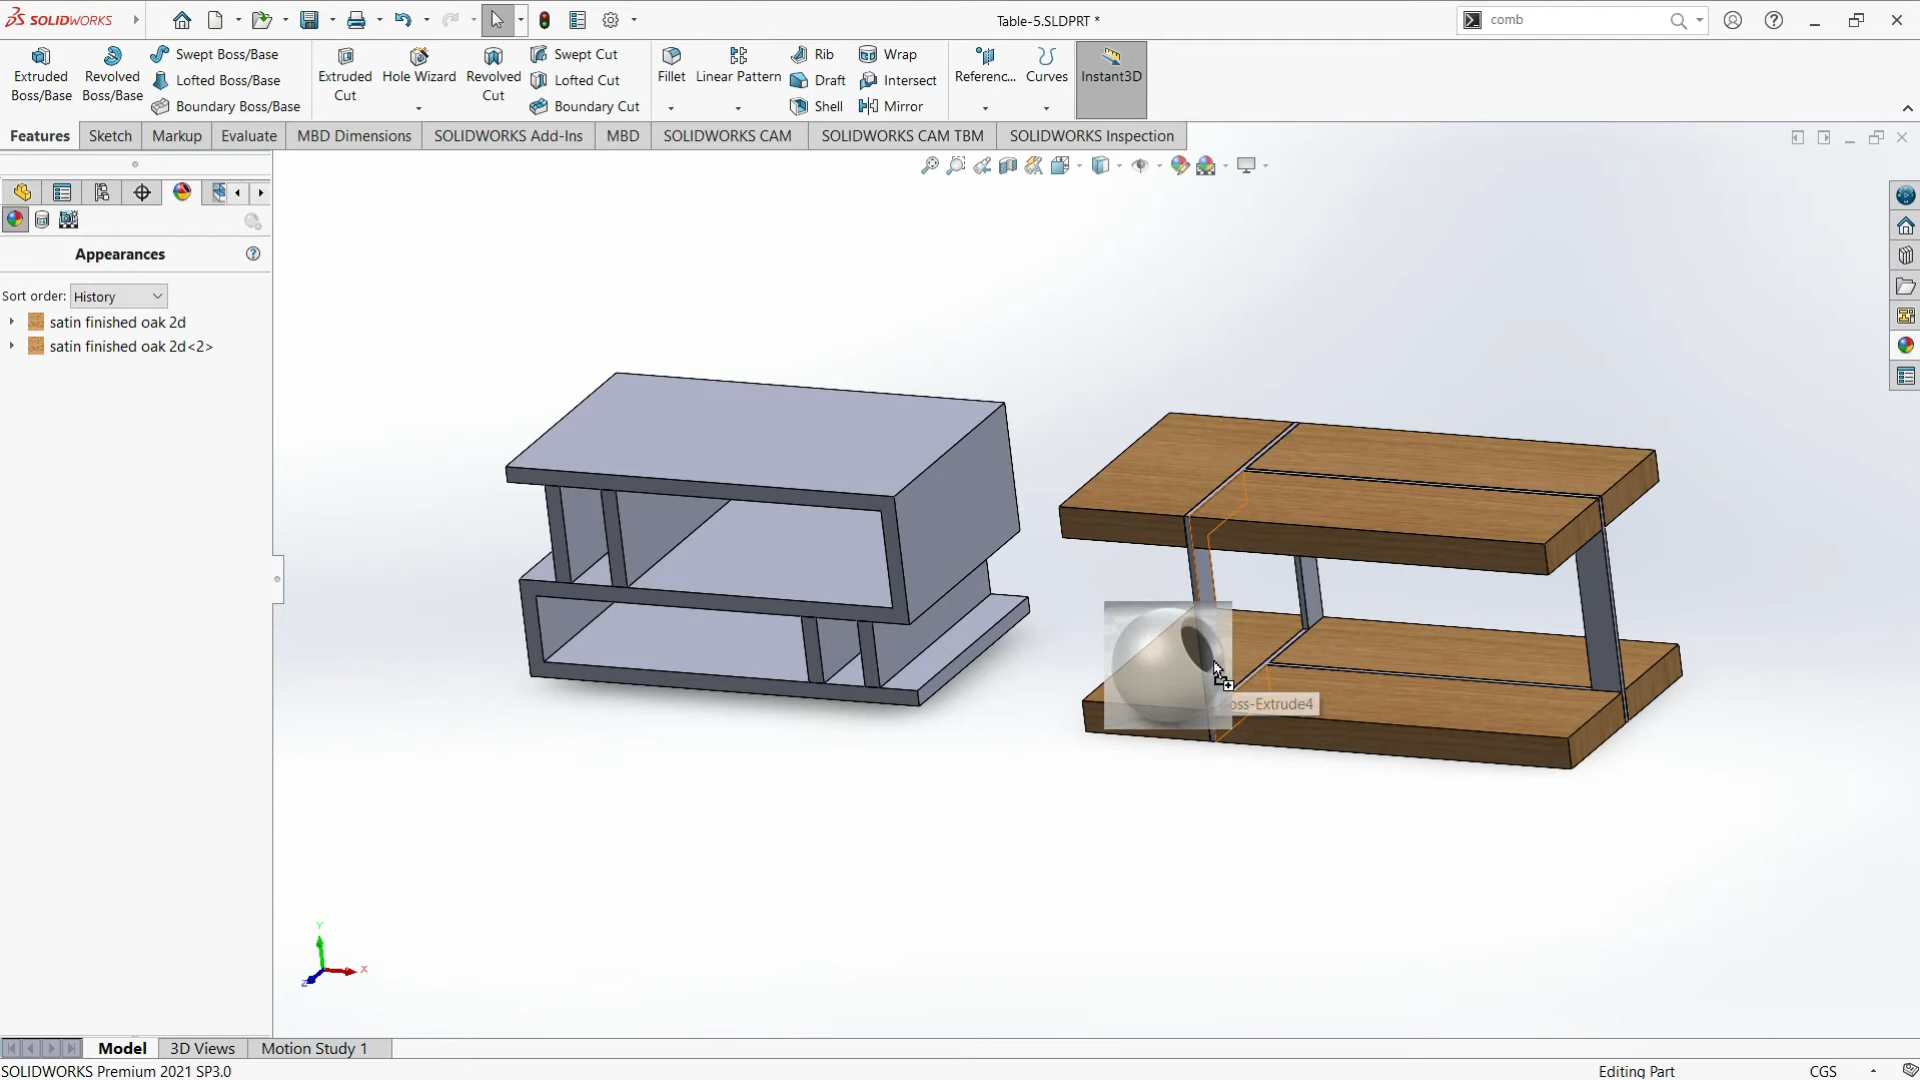 SOLIDWORKS
Table-5.SLDPRT *
comb
Extruded Boss/Base
Revolved Boss/Base
Swept Boss/Base
Lofted Boss/Base
Boundary Boss/Base
Extruded Cut
Hole Wizard
Revolved Cut
Swept Cut
Lofted Cut
Boundary Cut
Fillet
Linear Pattern
Rib
Draft
Shell
Wrap
Intersect
Mirror
Referenc...
Curves
Instant3D
Features
Sketch
Markup
Evaluate
MBD Dimensions
SOLIDWORKS Add-Ins
MBD
SOLIDWORKS CAM
SOLIDWORKS CAM TBM
SOLIDWORKS Inspection
Appearances
Sort order: History
satin finished oak 2d
satin finished oak 2d<2>
oss-Extrude4
Y
X
Z
Model
3D Views
Motion Study 1
SOLIDWORKS Premium 2021 SP3.0
Editing Part
CGS